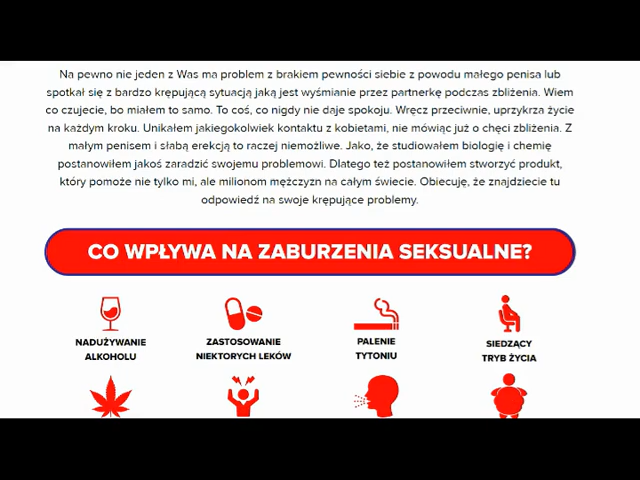 Na pewno nie jeden z Was ma problem z brakiem pewności siebie z powodu małego penisa lub
spotkał się z bardzo krępującą sytuacją jaką jest wyśmianie przez partnerkę podczas zbliżenia. Wiem
co czujecie, bo miałem to samo. To coś, co nigdy nie daje spokoju. Wręcz przeciwnie, uprzykrza życie
na każdym kroku. Unikałem jakiegokolwiek kontaktu z kobietami, nie mówiąc już o chęci zbliżenia. Z
małym penisem i słabą erekcją to raczej niemożliwe. Jako, że studiowałem biologię i chemię
postanowiłem jakoś zaradzić swojemu problemowi. Dlatego też postanowiłem stworzyć produkt,
który pomoże nie tylko mi, ale milionom mężczyzn na całym świecie. Obiecuję, że znajdziecie tu
odpowiedź na swoje krępujące problemy.
CO WPŁYWA NA ZABURZENIA SEKSUALNE?
NADUŻYWANIE ALKOHOLU
ZASTOSOWANIE NIEKTORYCH LEKÓW
PALENIE TYTONIU
SIEDZĄCY TRYB ŻYCIA